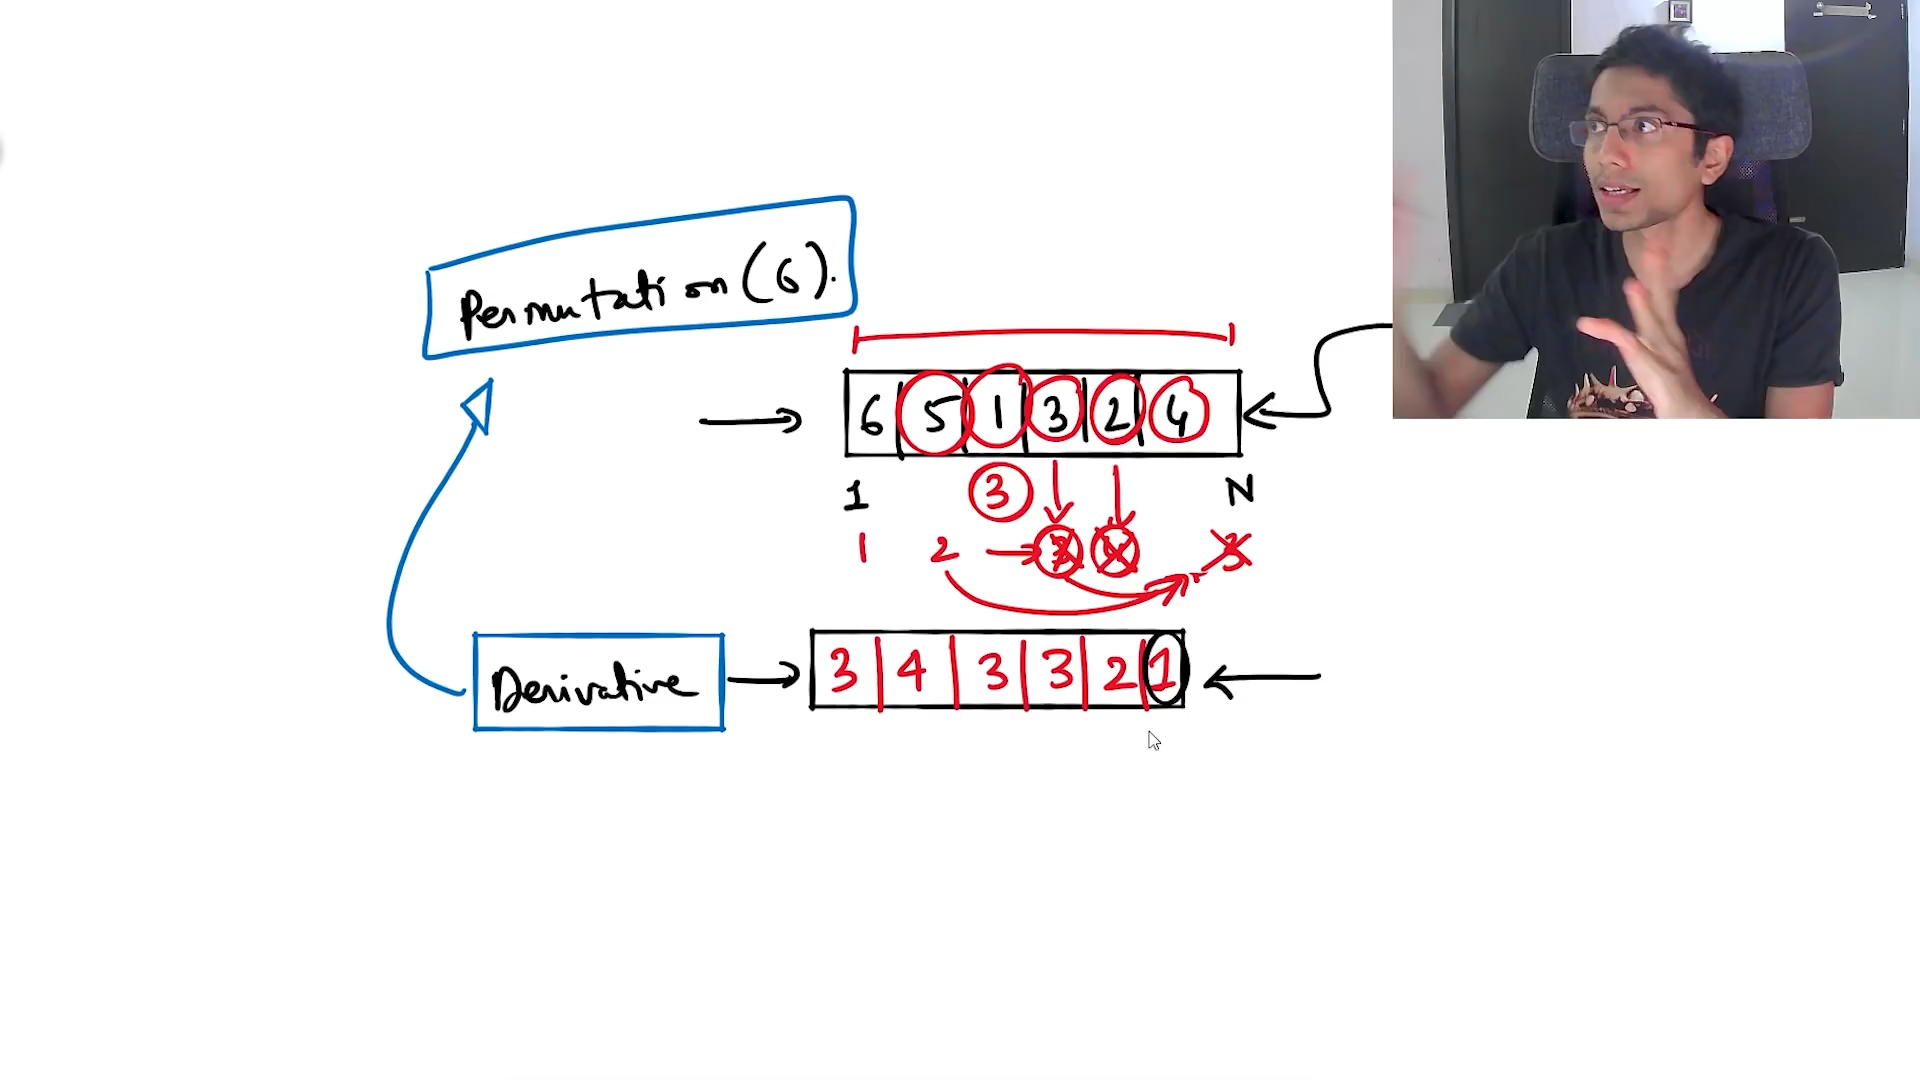 Permutation (6).
6 5 1 3 2 4
1 3 N
1 2
Derivative 3 4 3 3 2 1